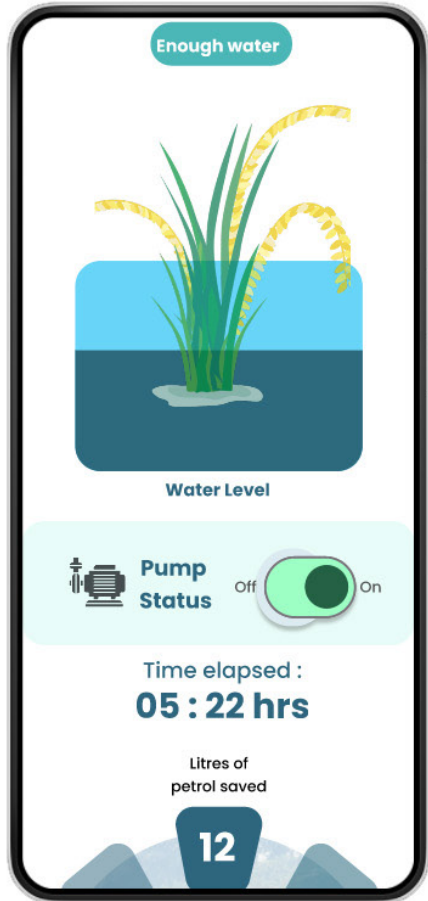 Enough water
Water Level
Pump
Status
Off
On
Time elapsed :
05 : 22 hrs
Litres of
petrol saved
12